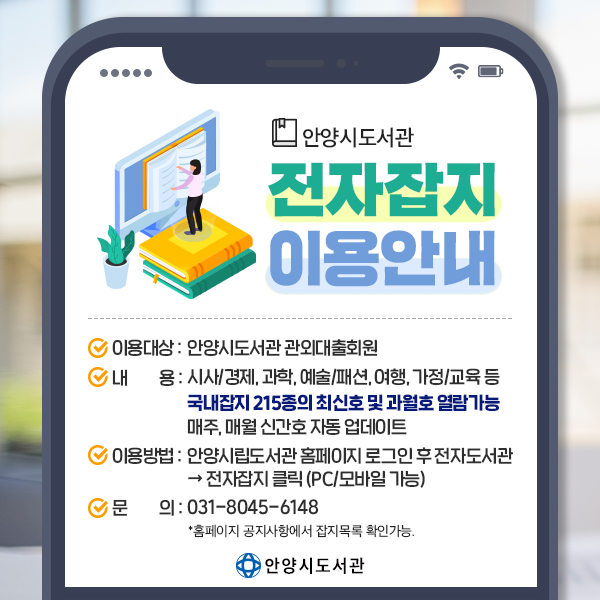 안양시도서관
전자잡지
이용안내
이용대상 : 안양시도서관 관외대출회원
내 용 : 시사/경제, 과학, 예술/패션, 여행, 가정/교육 등
국내잡지 215종의 최신호 및 과월호 열람가능
매주, 매월 신간호 자동 업데이트
이용방법 : 안양시립도서관 홈페이지 로그인 후 전자도서관
→ 전자잡지 클릭 (PC/모바일 가능)
문 의 : 031-8045-6148
*홈페이지 공지사항에서 잡지목록 확인가능.
안양시도서관